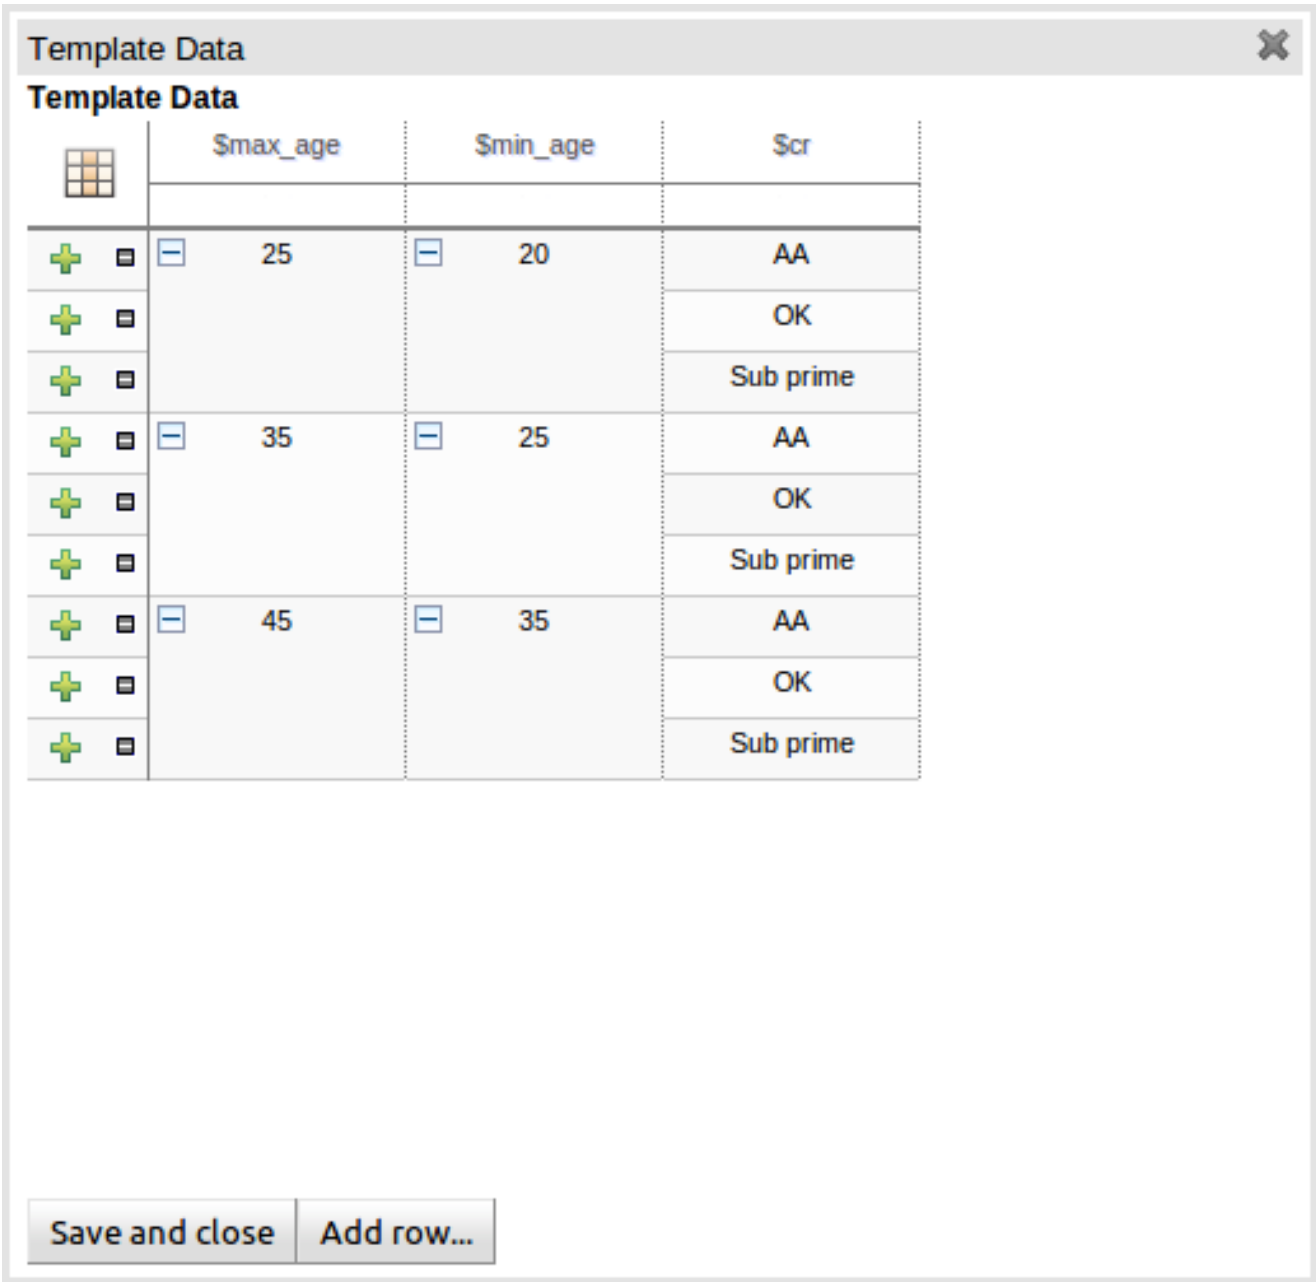 Template Data
Template Data
$max_age $min_age $cr
25 20 AA
OK
Sub prime
35 25 AA
OK
Sub prime
45 35 AA
OK
Sub prime
Save and close Add row...